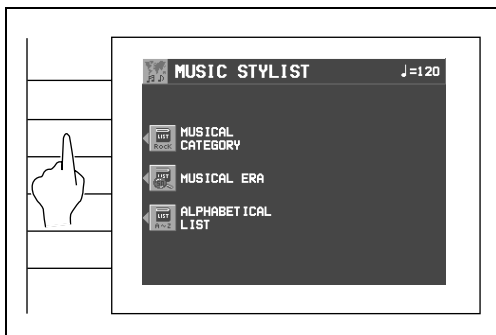 MUSIC STYLIST ♩=120
LIST
RocK
MUSICAL
CATEGORY
LIST
MUSICAL ERA
LIST
A~Z
ALPHABETICAL
LIST